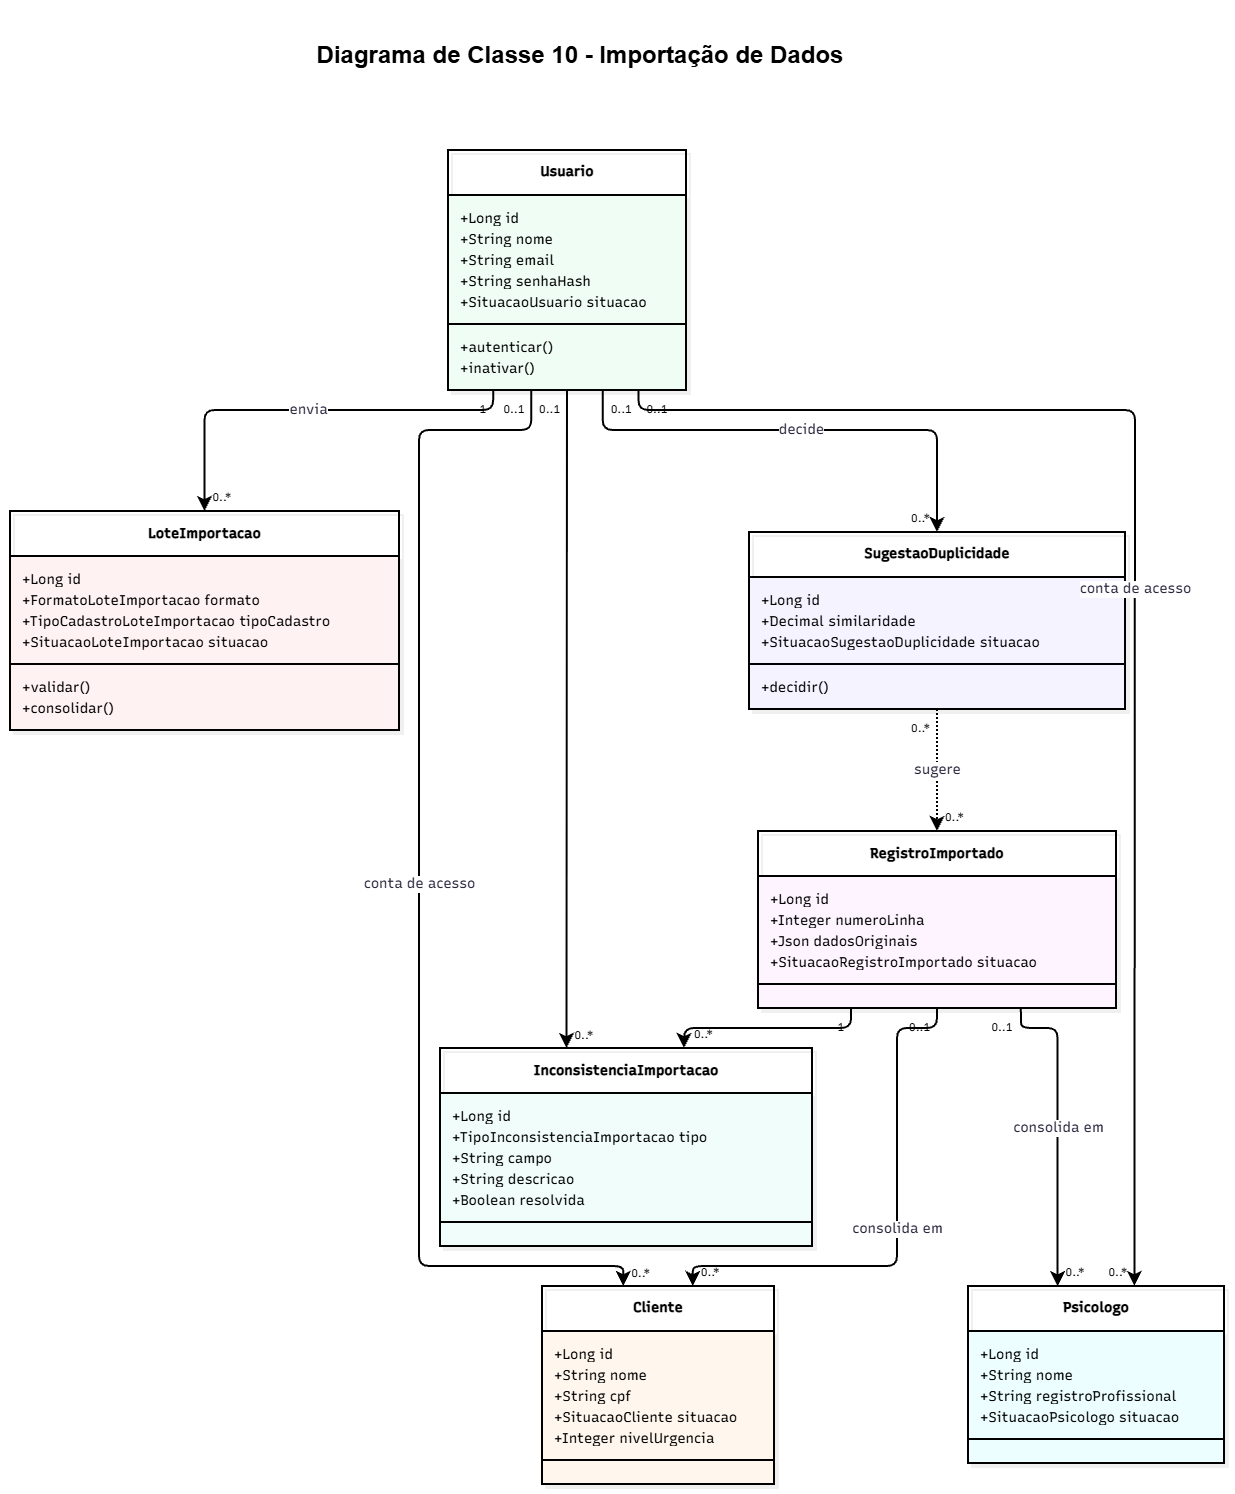 Diagrama de Classe 10 - Importação de Dados
Usuario
+Long id
+String nome
+String email
+String senhaHash
+SituacaoUsuario situacao
+autenticar()
+inativar()
1
0..1
0..1
0..1
0..1
envia
decide
0..*
0..*
LoteImportacao
+Long id
+FormatoLoteImportacao formato
+TipoCadastroLoteImportacao tipoCadastro
+SituacaoLoteImportacao situacao
+validar()
+consolidar()
SugestaoDuplicidade
+Long id
+Decimal similaridade
+SituacaoSugestaoDuplicidade situacao
+decidir()
conta de acesso
0..*
sugere
0..*
RegistroImportado
+Long id
+Integer numeroLinha
+Json dadosOriginais
+SituacaoRegistroImportado situacao
conta de acesso
1
0..1
0..1
0..*
0..*
InconsistenciaImportacao
+Long id
+TipoInconsistenciaImportacao tipo
+String campo
+String descricao
+Boolean resolvida
consolida em
consolida em
0..*
0..*
0..*
0..*
Cliente
+Long id
+String nome
+String cpf
+SituacaoCliente situacao
+Integer nivelUrgencia
Psicologo
+Long id
+String nome
+String registroProfissional
+SituacaoPsicologo situacao